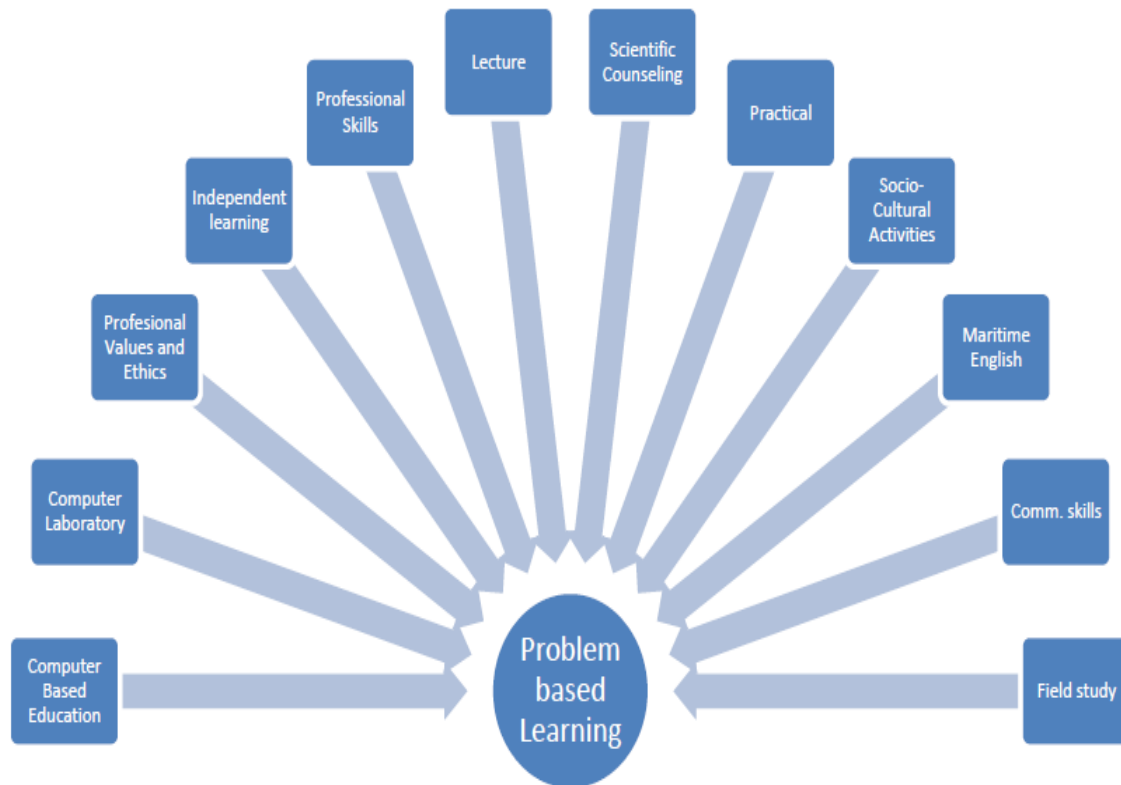 Lecture
Scientific
Counseling
Professional
Skills
Practical
Independent
learning
Socio-
Cultural
Activities
Profesional
Values and
Ethics
Maritime
English
Computer
Laboratory
Comm. skills
Computer
Based
Education
Field study
Problem
based
Learning